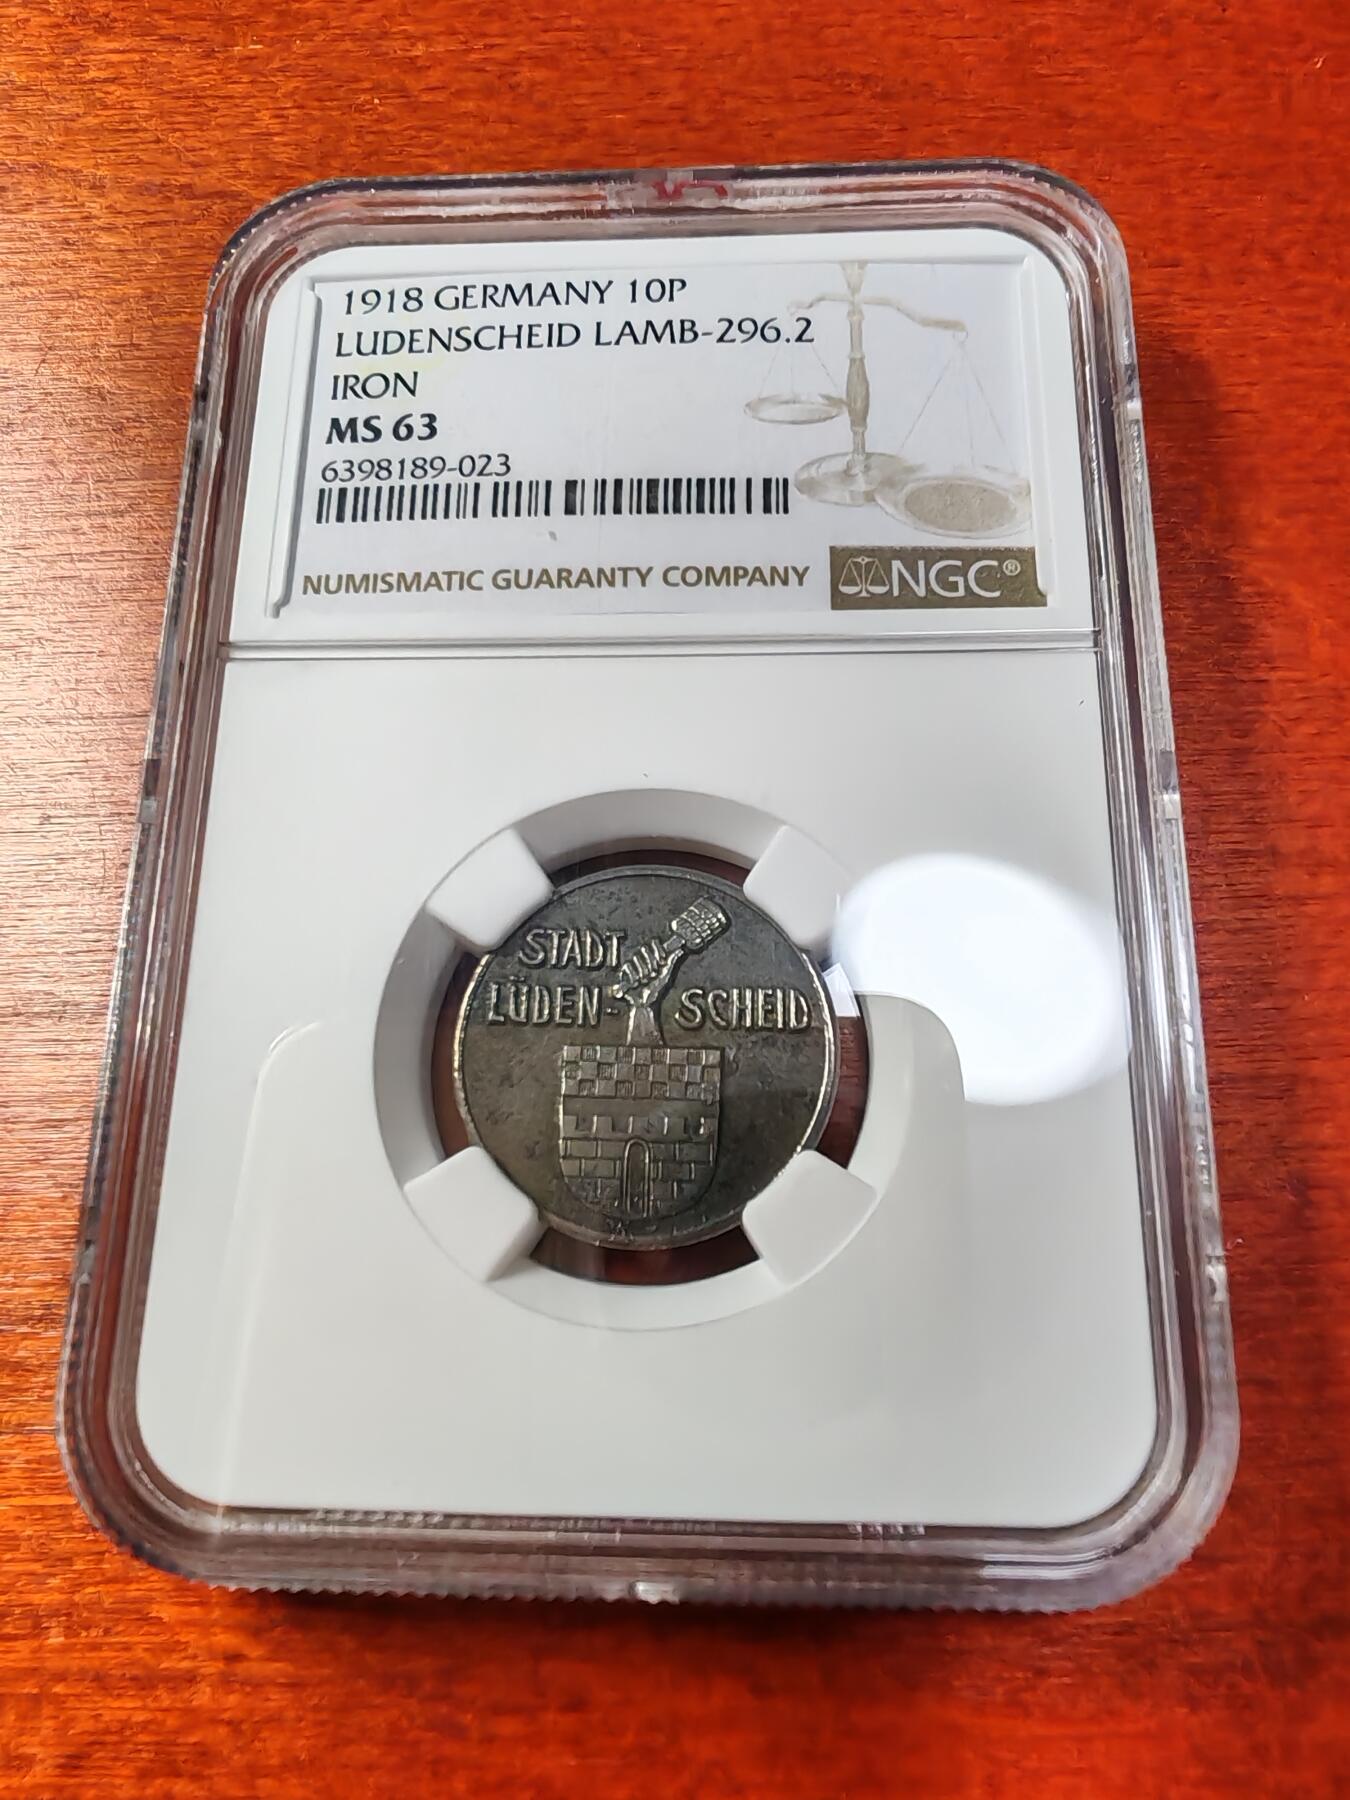 1918 GERMANY 10P
LUDENSCHEID LAMB-296.2
IRON
MS 63
6398189-023
NUMISMATIC GUARANTY COMPANY
NGC®
STADT
LÜDEN- SCHEID